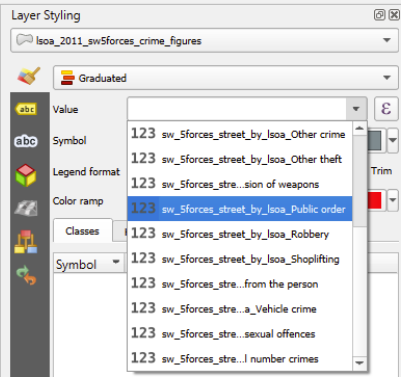 Layer Styling
lsoa_2011_sw5forces_crime_figures
Graduated
abc
Value
ε
abc
Symbol
Legend format
Trim
Color ramp
Classes
Symbol
123 sw_5forces_street_by_lsoa_Other crime
123 sw_5forces_street_by_lsoa_Other theft
123 sw_5forces_stre...sion of weapons
123 sw_5forces_street_by_lsoa_Public order
123 sw_5forces_street_by_lsoa_Robbery
123 sw_5forces_street_by_lsoa_Shoplifting
123 sw_5forces_stre...from the person
123 sw_5forces_stre...a_Vehicle crime
123 sw_5forces_stre...sexual offences
123 sw_5forces_stre...l number crimes